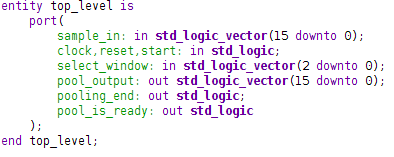 entity top_level is
port(
sample_in: in std_logic_vector(15 downto 0);
clock,reset,start: in std_logic;
select_window: in std_logic_vector(2 downto 0);
pool_output: out std_logic_vector(15 downto 0);
pooling_end: out std_logic;
pool_is_ready: out std_logic
);
end top_level;